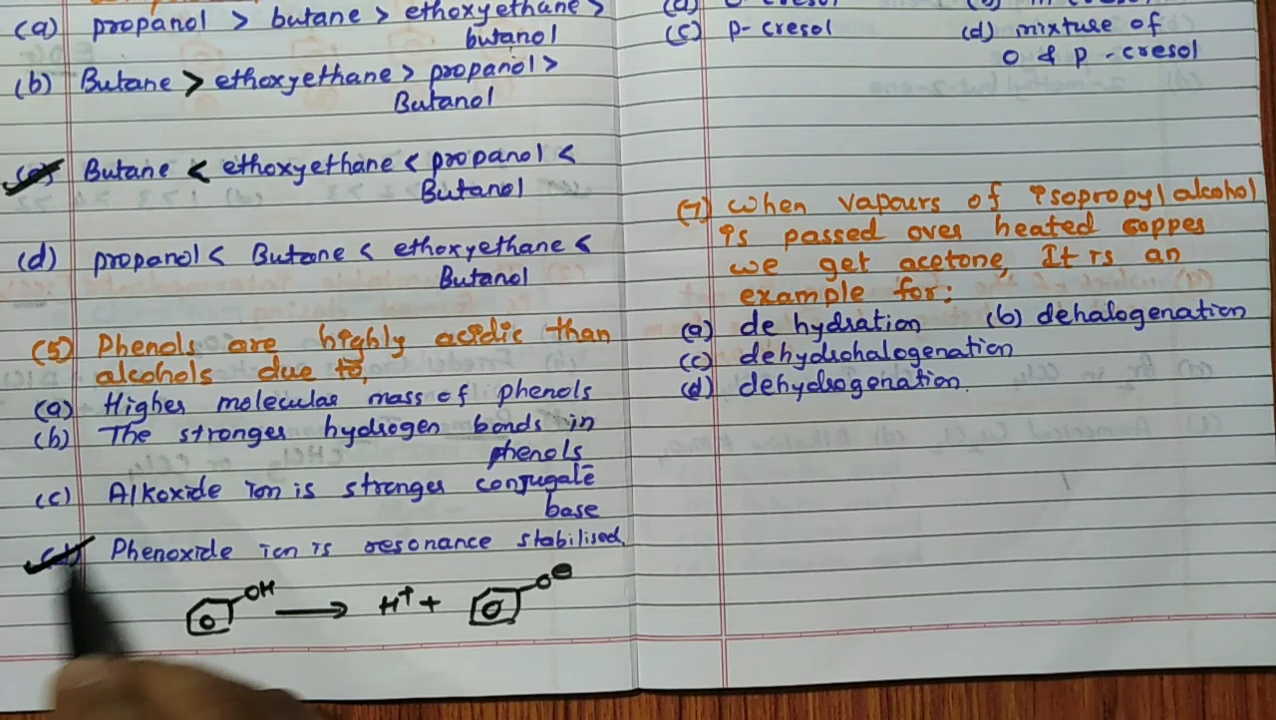 (a) propanol > butane > ethoxyethane >
butanol
(b) Butane > ethoxyethane > propanol >
Butanol
Butane < ethoxyethane < propanol <
Butanol
(d) propanol < Butane < ethoxyethane <
Butanol
(5) Phenols are highly acidic than
alcohols due to,
(a) Higher molecular mass of phenols
(b) The stronger hydrogen bonds in
phenols
(c) Alkoxide ion is stronger conjugate
base
(d) Phenoxide ion is resonance stabilised.
OH → H+ + O⊖
(c) p-cresol (d) mixture of
o & p-cresol
(7) When vapours of isopropyl alcohol
is passed over heated copper
we get acetone, It is an
example for:
(a) de hydration (b) dehalogenation
(c) dehydrohalogenation
(d) dehydrogenation.